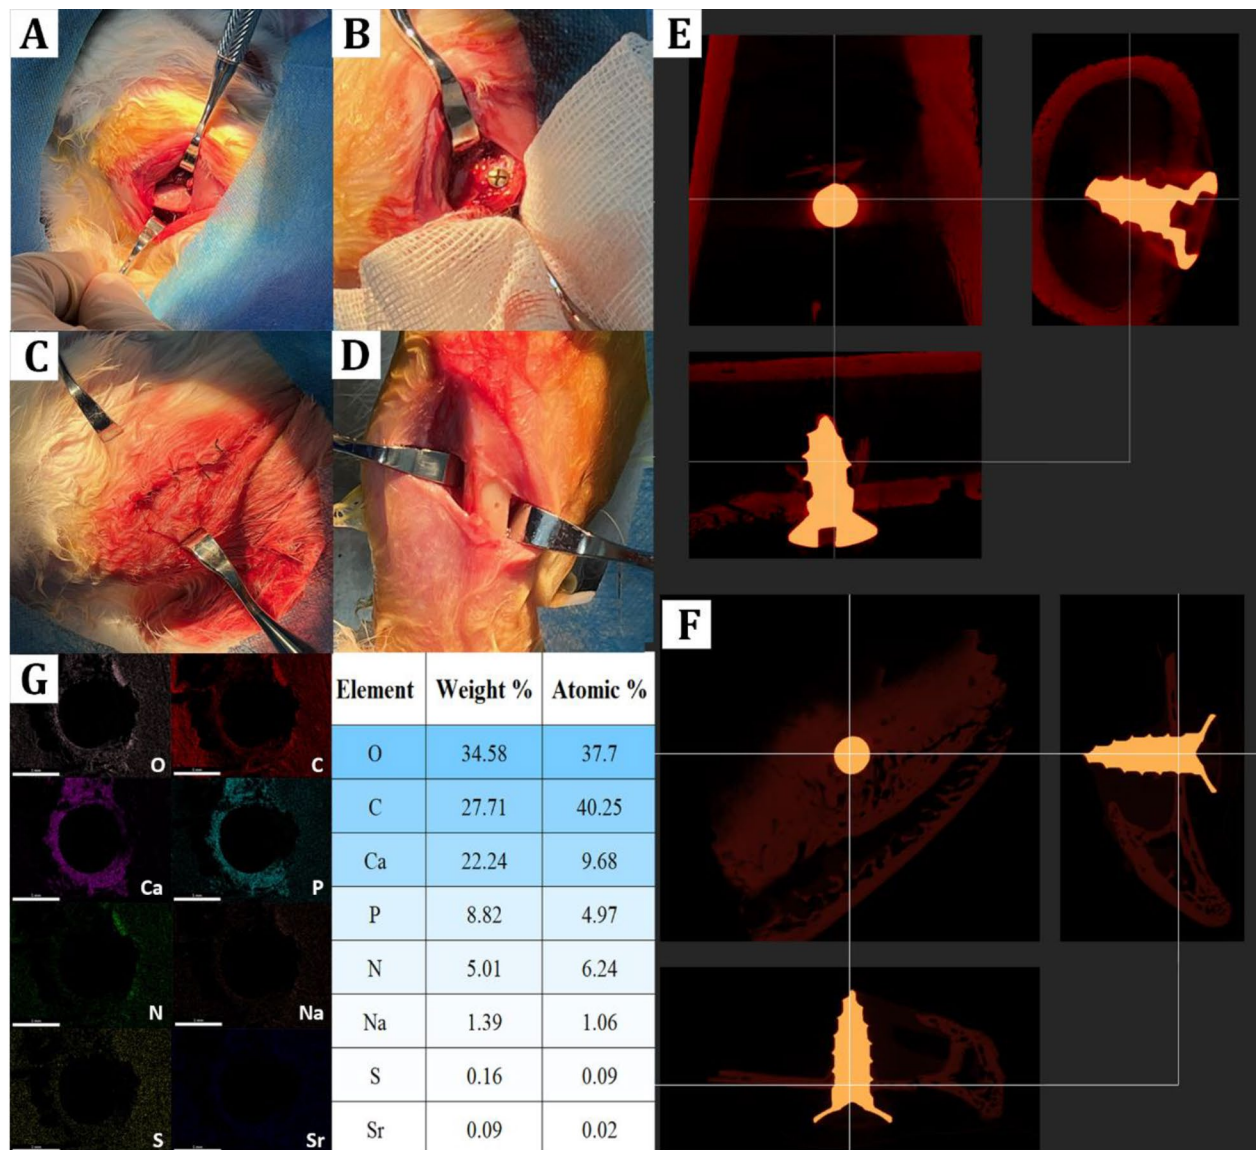 A
B
E
C
D
F
G
O
C
Ca
P
N
Na
S
Sr
Element Weight % Atomic %
O 34.58 37.7
C 27.71 40.25
Ca 22.24 9.68
P 8.82 4.97
N 5.01 6.24
Na 1.39 1.06
S 0.16 0.09
Sr 0.09 0.02